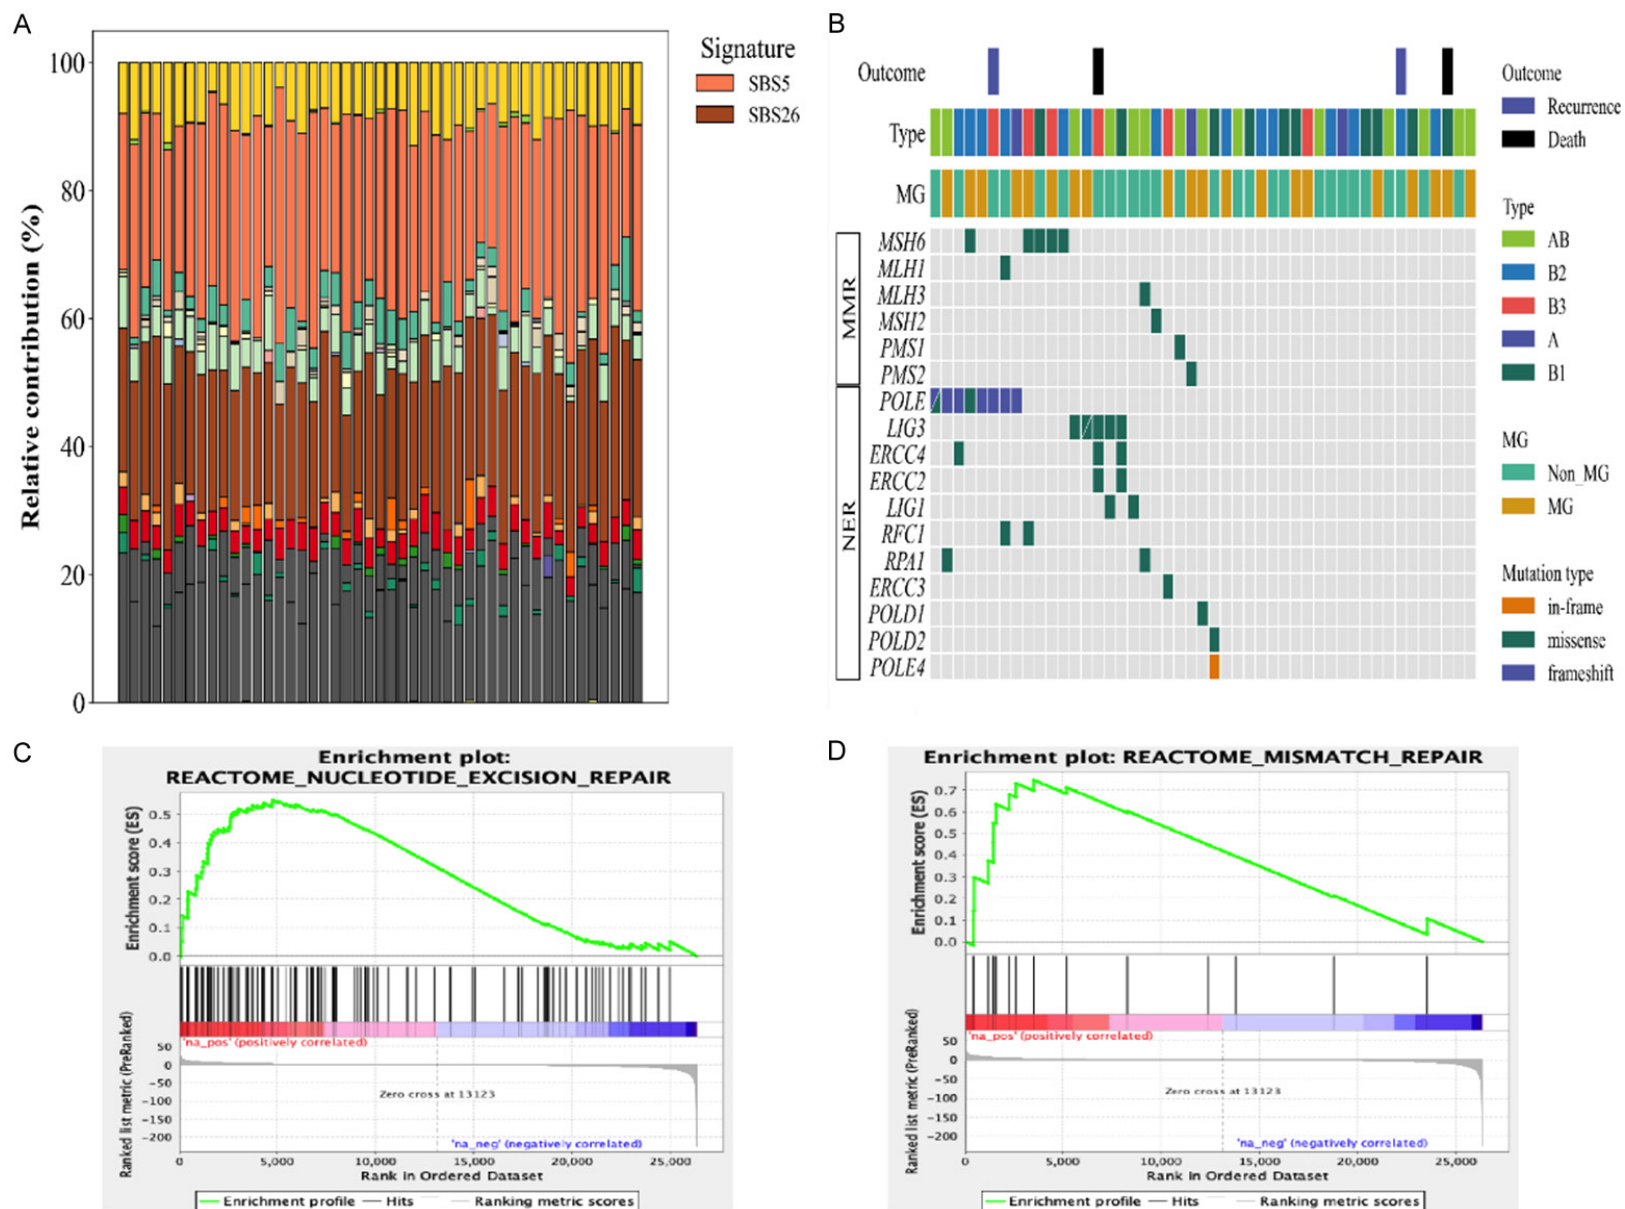 A
100
80
60
40
20
0
Relative contribution (%)
Signature
SBS5
SBS26
B
Outcome
Type
MG
MMR
MSH6
MLH1
MLH3
MSH2
PMS1
PMS2
NER
POLE
LIG3
ERCC4
ERCC2
LIG1
RFC1
RPA1
ERCC3
POLD1
POLD2
POLE4
Outcome
Recurrence
Death
Type
AB
B2
B3
A
B1
MG
Non_MG
MG
Mutation type
in-frame
missense
frameshift
C
Enrichment plot:
REACTOME_NUCLEOTIDE_EXCISION_REPAIR
Enrichment score (ES)
0.5
0.4
0.3
0.2
0.1
0.0
'na_pos' (positively correlated)
Ranked list metric (PreRanked)
50
0
-50
-100
-150
-200
Zero cross at 13123
'na_neg' (negatively correlated)
0 5,000 10,000 15,000 20,000 25,000
Rank in Ordered Dataset
Enrichment profile Hits Ranking metric scores
D
Enrichment plot: REACTOME_MISMATCH_REPAIR
Enrichment score (ES)
0.7
0.6
0.5
0.4
0.3
0.2
0.1
0.0
'na_pos' (positively correlated)
Ranked list metric (PreRanked)
50
0
-50
-100
-150
-200
Zero cross at 13123
'na_neg' (negatively correlated)
0 5,000 10,000 15,000 20,000 25,000
Rank in Ordered Dataset
Enrichment profile Hits Ranking metric scores